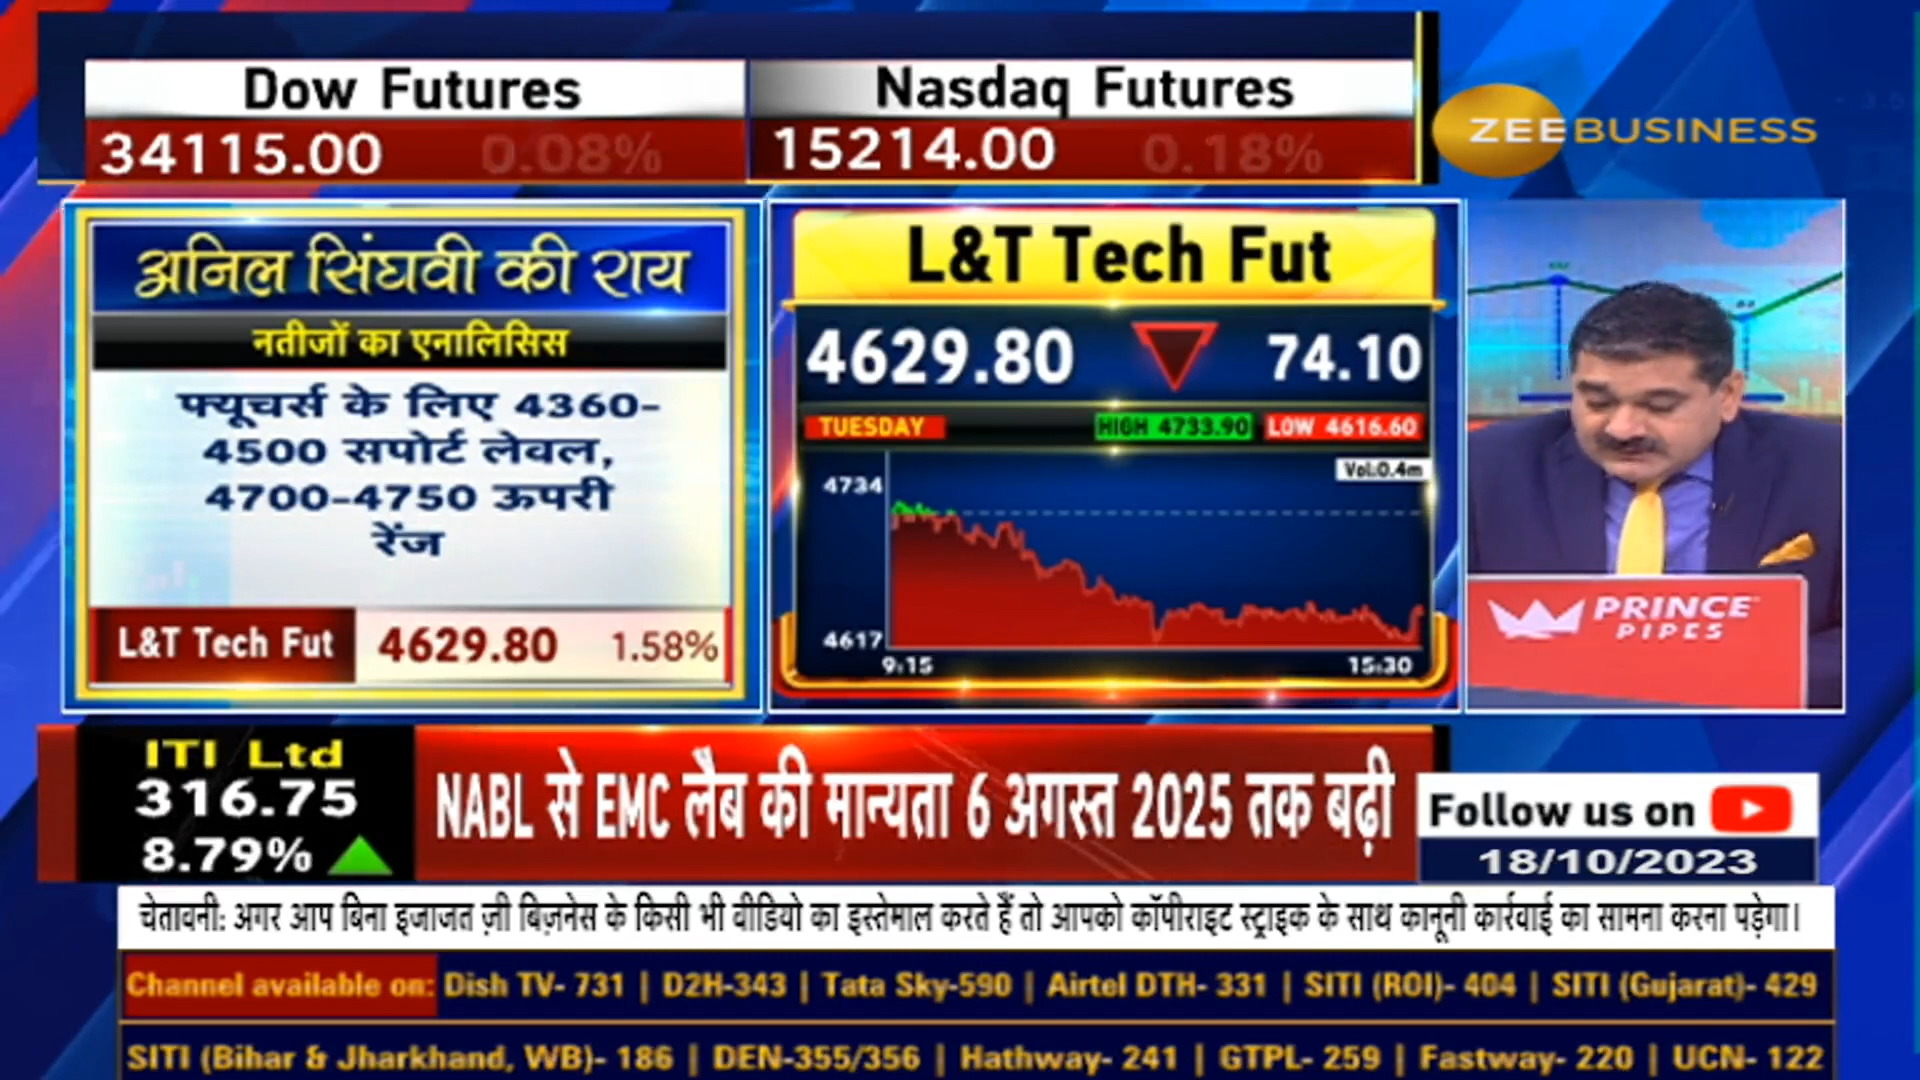 Dow Futures
34115.00 0.08%
Nasdaq Futures
15214.00 0.18%
ZEEBUSINESS
अनिल सिंघवी की राय
नतीजों का एनालिसिस
फ्यूचर्स के लिए 4360-
4500 सपोर्ट लेवल,
4700-4750 ऊपरी
रेंज
L&T Tech Fut 4629.80 1.58%
L&T Tech Fut
4629.80 74.10
TUESDAY HIGH 4733.90 LOW 4616.60
Vol:0.4m
4734
4617
9:15 15:30
PRINCE
PIPES
ITI Ltd
316.75
8.79%
NABL से EMC लैब की मान्यता 6 अगस्त 2025 तक बढ़ी
Follow us on
18/10/2023
चेतावनी: अगर आप बिना इजाजत ज़ी बिज़नेस के किसी भी वीडियो का इस्तेमाल करते हैं तो आपको कॉपीराइट स्ट्राइक के साथ कानूनी कार्रवाई का सामना करना पड़ेगा।
Channel available on: Dish TV- 731 | D2H-343 | Tata Sky-590 | Airtel DTH- 331 | SITI (ROI)- 404 | SITI (Gujarat)- 429
SITI (Bihar & Jharkhand, WB)- 186 | DEN-355/356 | Hathway- 241 | GTPL- 259 | Fastway- 220 | UCN- 122